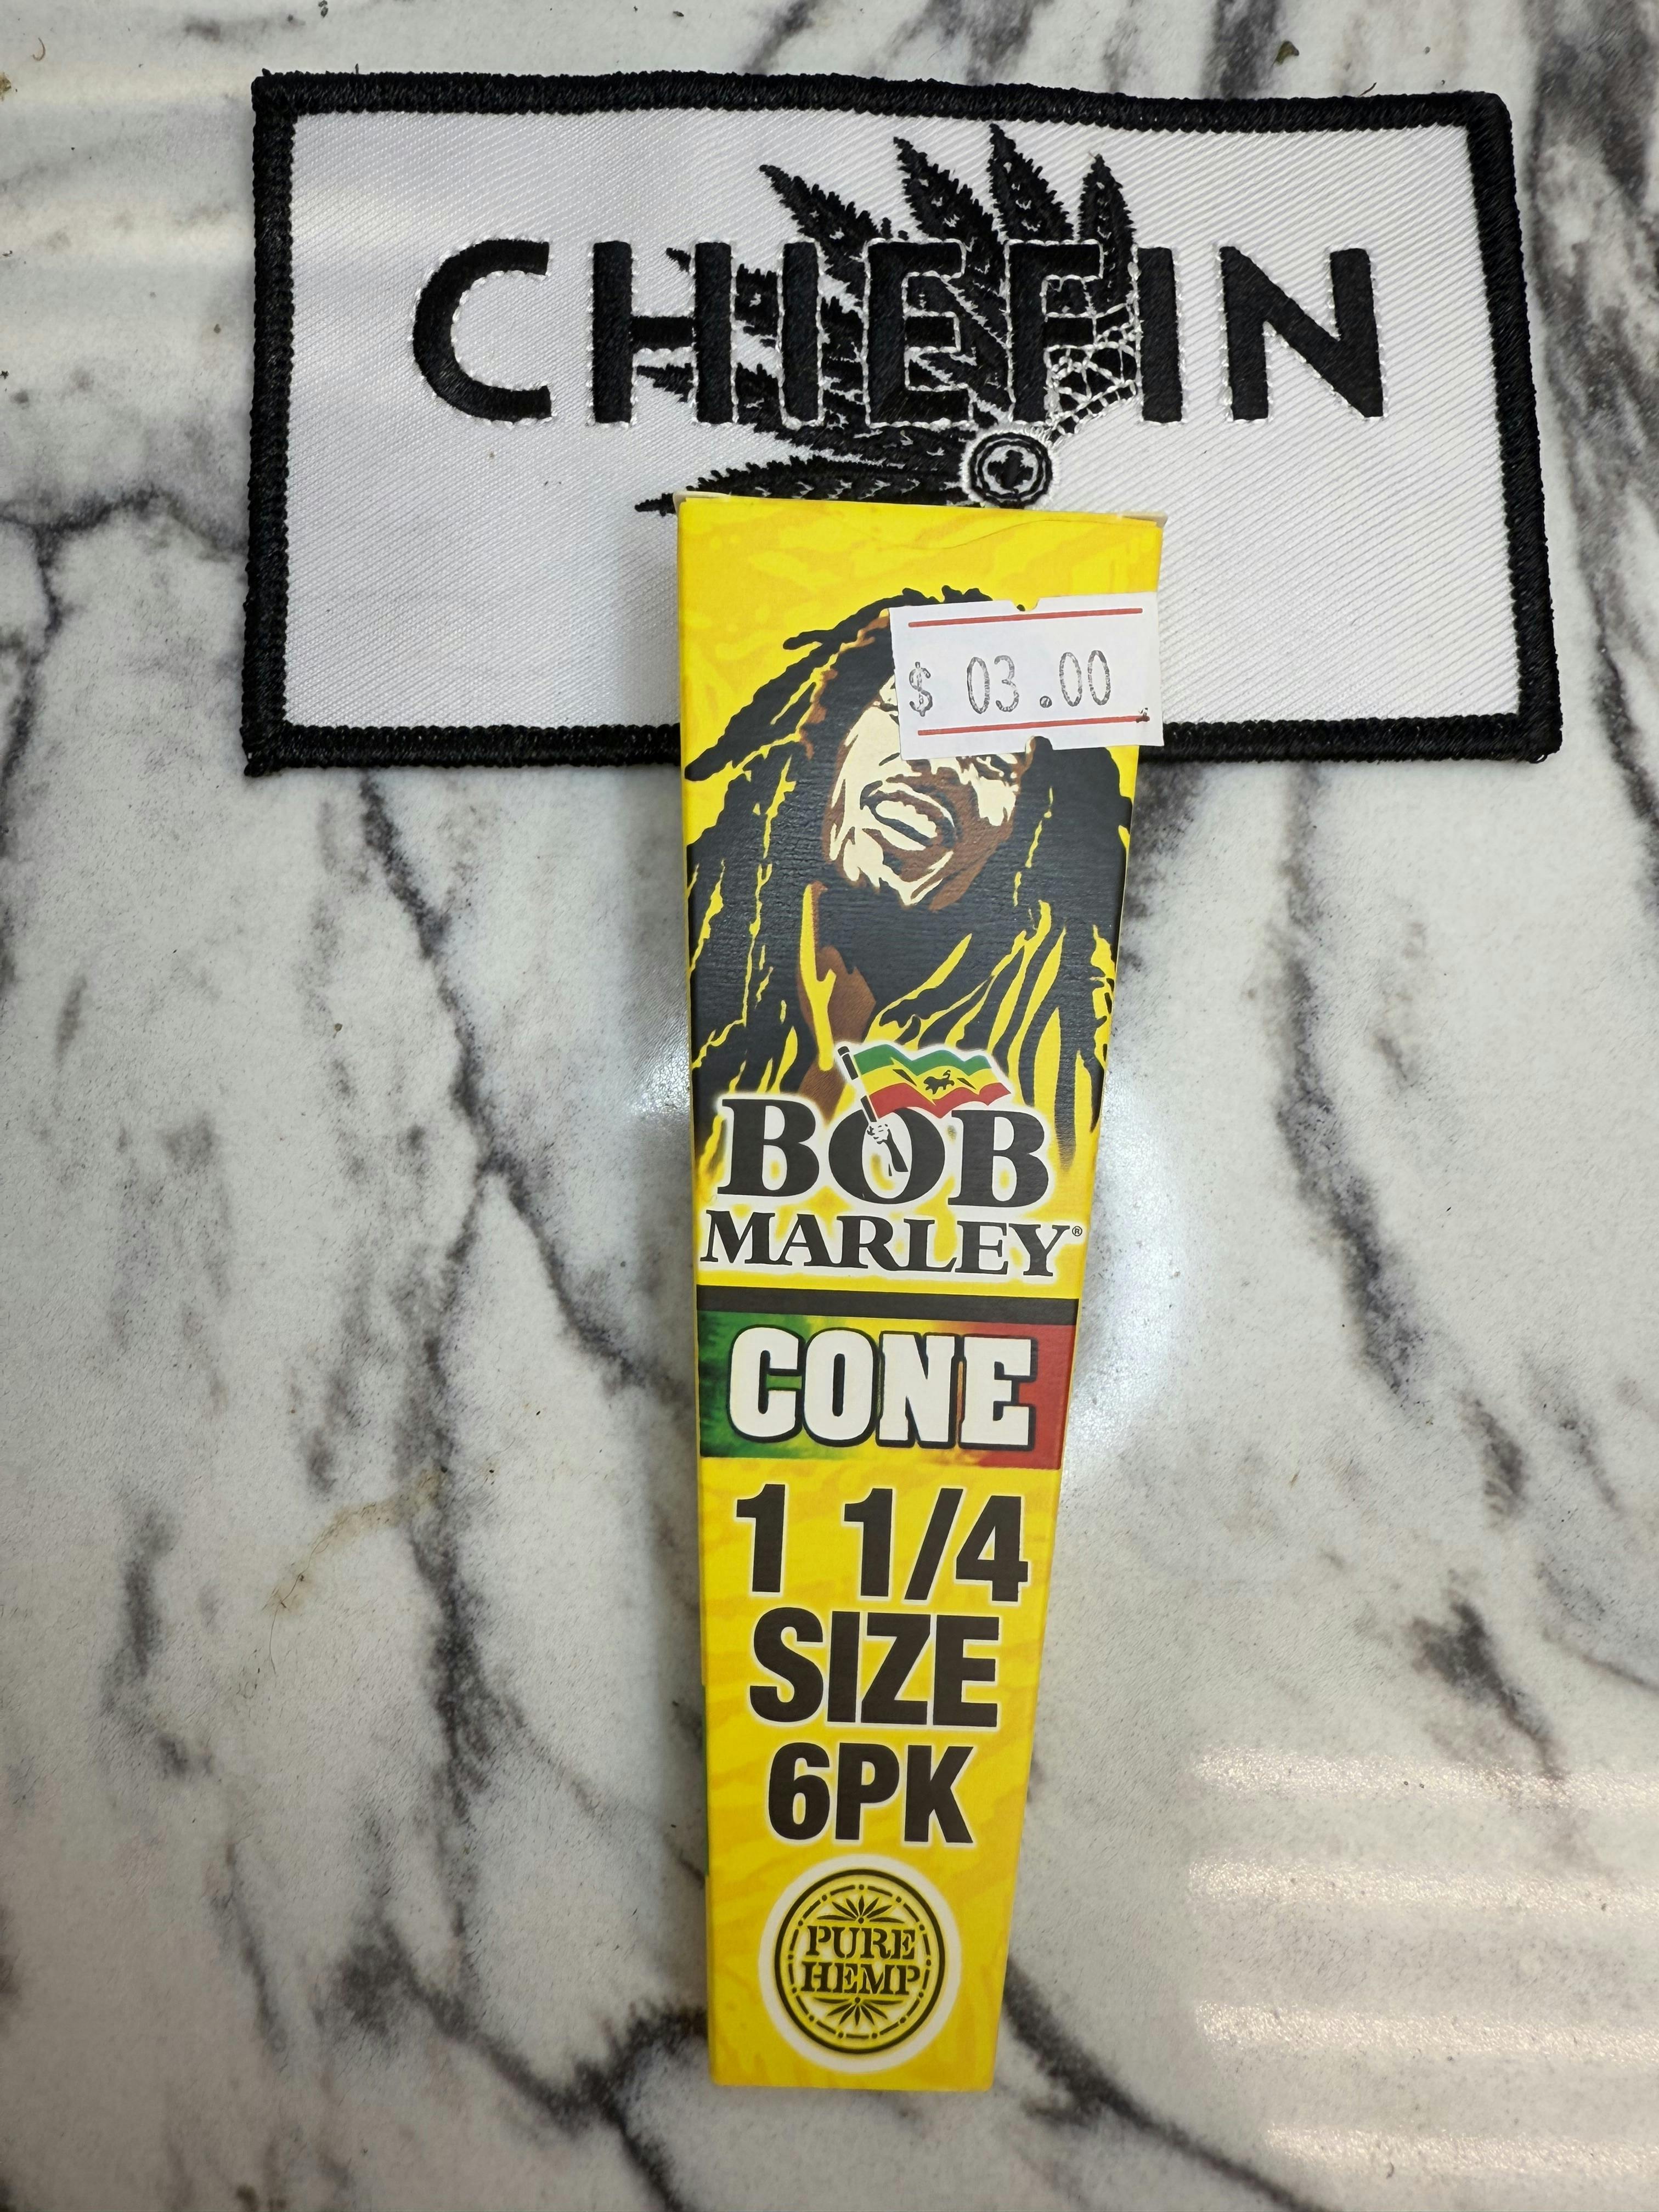 CHIEFIN
$ 03.00
BOB
MARLEY®
CONE
1 1/4
SIZE
6PK
PURE
HEMP